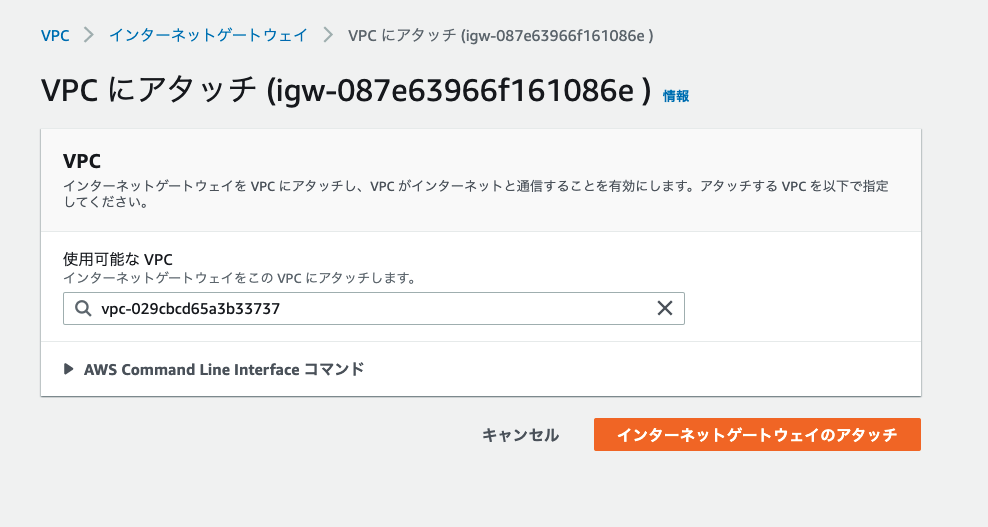 VPC > インターネットゲートウェイ > VPC にアタッチ (igw-087e63966f161086e )
VPC にアタッチ (igw-087e63966f161086e ) 情報
VPC
インターネットゲートウェイを VPC にアタッチし、VPC がインターネットと通信することを有効にします。アタッチする VPC を以下で指定
してください。
使用可能な VPC
インターネットゲートウェイをこの VPC にアタッチします。
vpc-029cbcd65a3b33737
AWS Command Line Interface コマンド
キャンセル インターネットゲートウェイのアタッチ